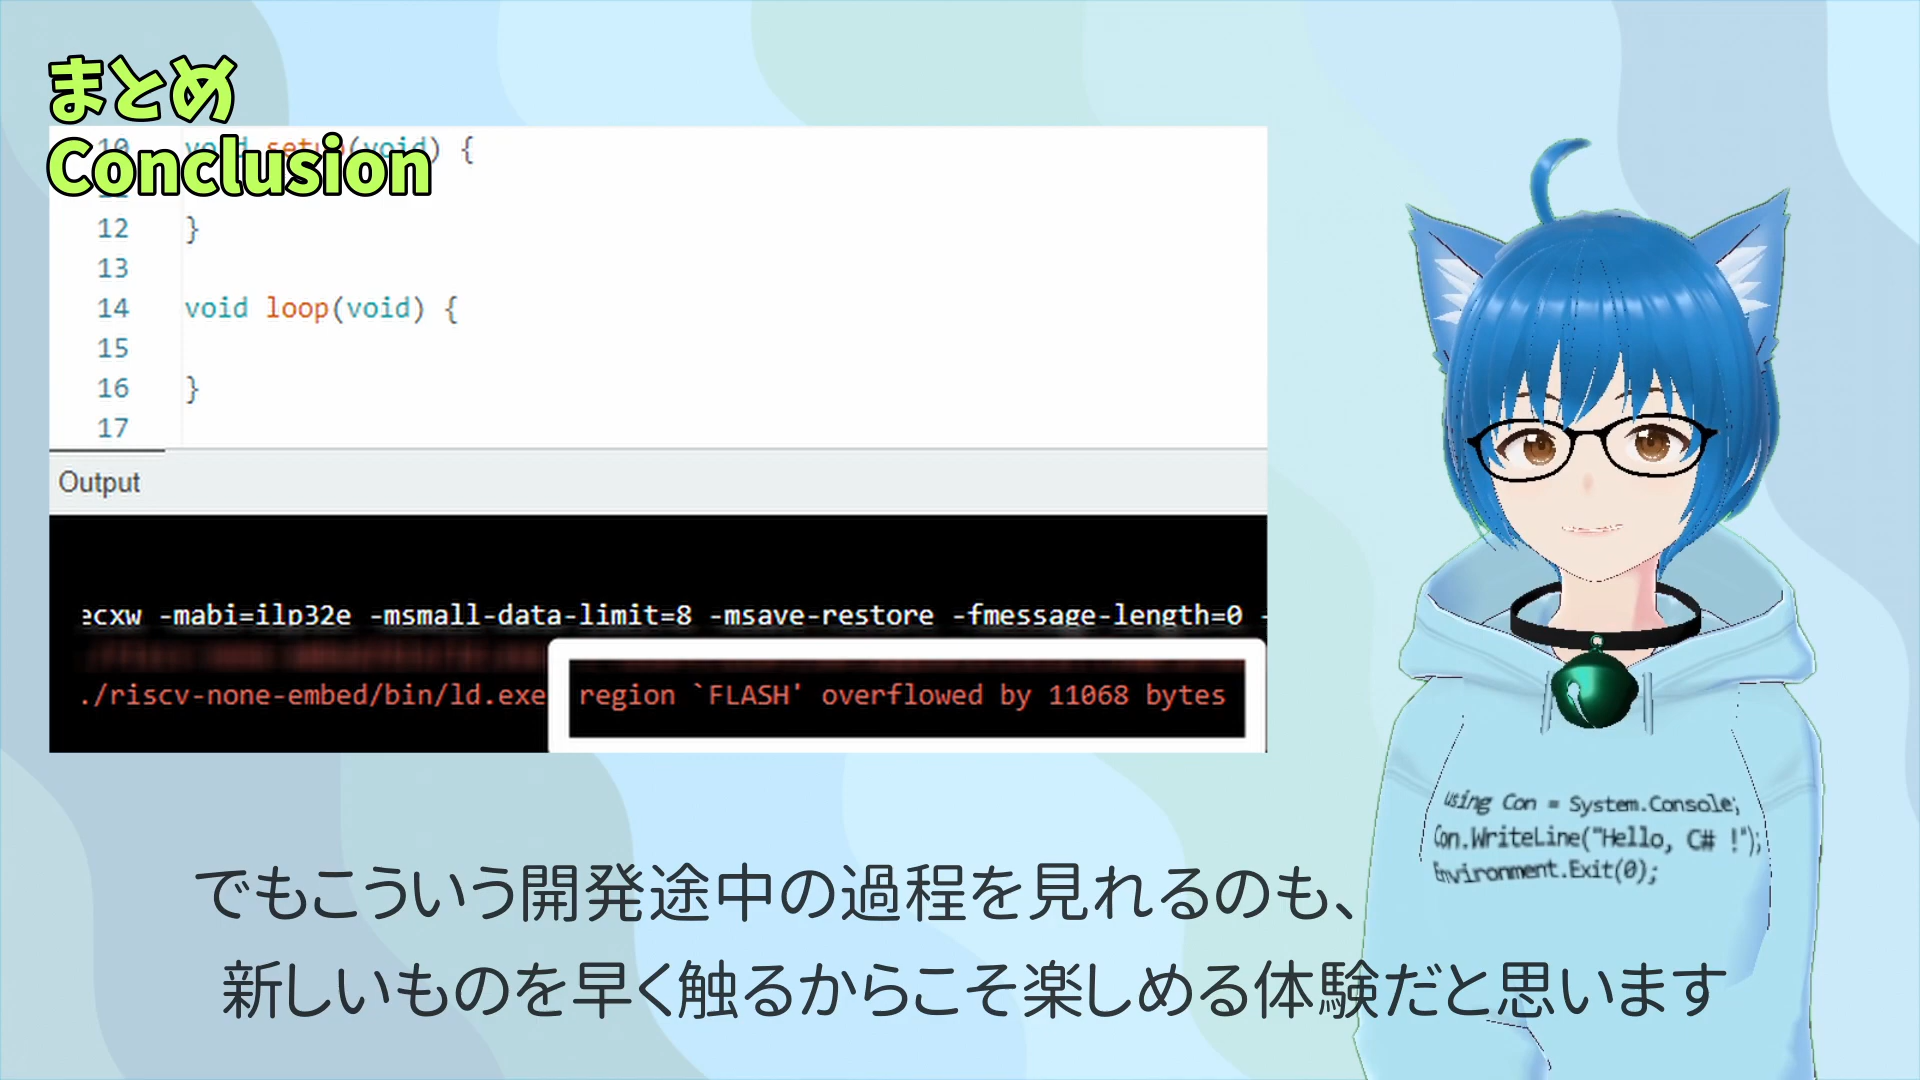 まとめ
Conclusion
10 void setup(void) {
11
12 }
13
14 void loop(void) {
15
16 }
17
Output
ecxw -mabi=ilp32e -msmall-data-limit=8 -msave-restore -fmessage-length=0 -
./riscv-none-embed/bin/ld.exe region `FLASH' overflowed by 11068 bytes
using Con = System.Console;
Con.WriteLine("Hello, C# !");
Environment.Exit(0);
でもこういう開発途中の過程を見れるのも、
新しいものを早く触るからこそ楽しめる体験だと思います